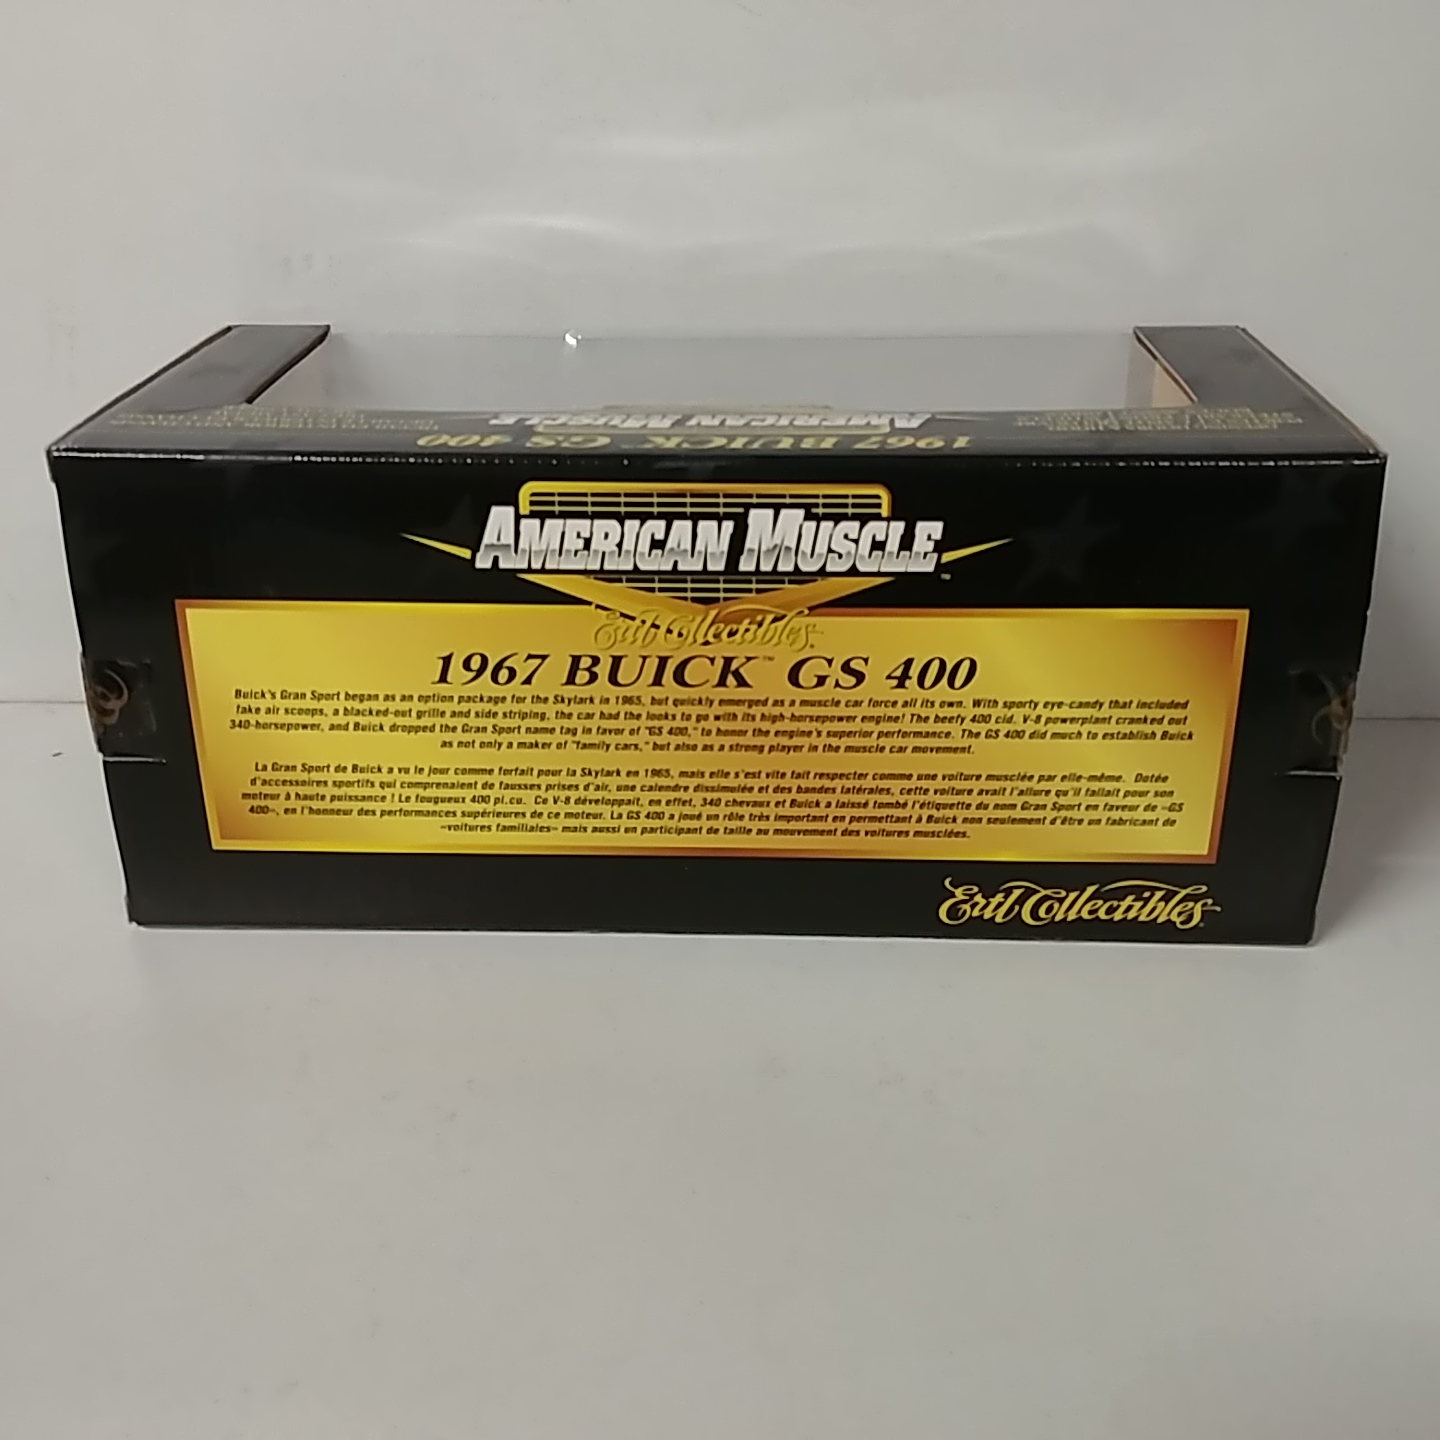 1967 BUICK GS 400
AMERICAN MUSCLE
AMERICAN MUSCLE™
Ertl Collectibles
1967 BUICK™ GS 400
Buick's Gran Sport began as an option package for the Skylark in 1965, but quickly emerged as a muscle car force all its own. With sporty eye-candy that included
fake air scoops, a blacked-out grille and side striping, the car had the looks to go with its high-horsepower engine! The beefy 400 cid. V-8 powerplant cranked out
340-horsepower, and Buick dropped the Gran Sport name tag in favor of "GS 400," to honor the engine's superior performance. The GS 400 did much to establish Buick
as not only a maker of "family cars," but also as a strong player in the muscle car movement.
La Gran Sport de Buick a vu le jour comme forfait pour la Skylark en 1965, mais elle s'est vite fait respecter comme une voiture musclée par elle-même. Dotée
d'accessoires sportifs qui comprenaient de fausses prises d'air, une calendre dissimulée et des bandes latérales, cette voiture avait l'allure qu'il fallait pour son
moteur à haute puissance ! Le fougueux 400 pi.cu. Ce V-8 développait, en effet, 340 chevaux et Buick a laissé tombé l'étiquette du nom Gran Sport en faveur de «GS
400», en l'honneur des performances supérieures de ce moteur. La GS 400 a joué un rôle très important en permettant à Buick non seulement d'être un fabricant de
«voitures familiales» mais aussi un participant de taille au mouvement des voitures musclées.
Ertl Collectibles